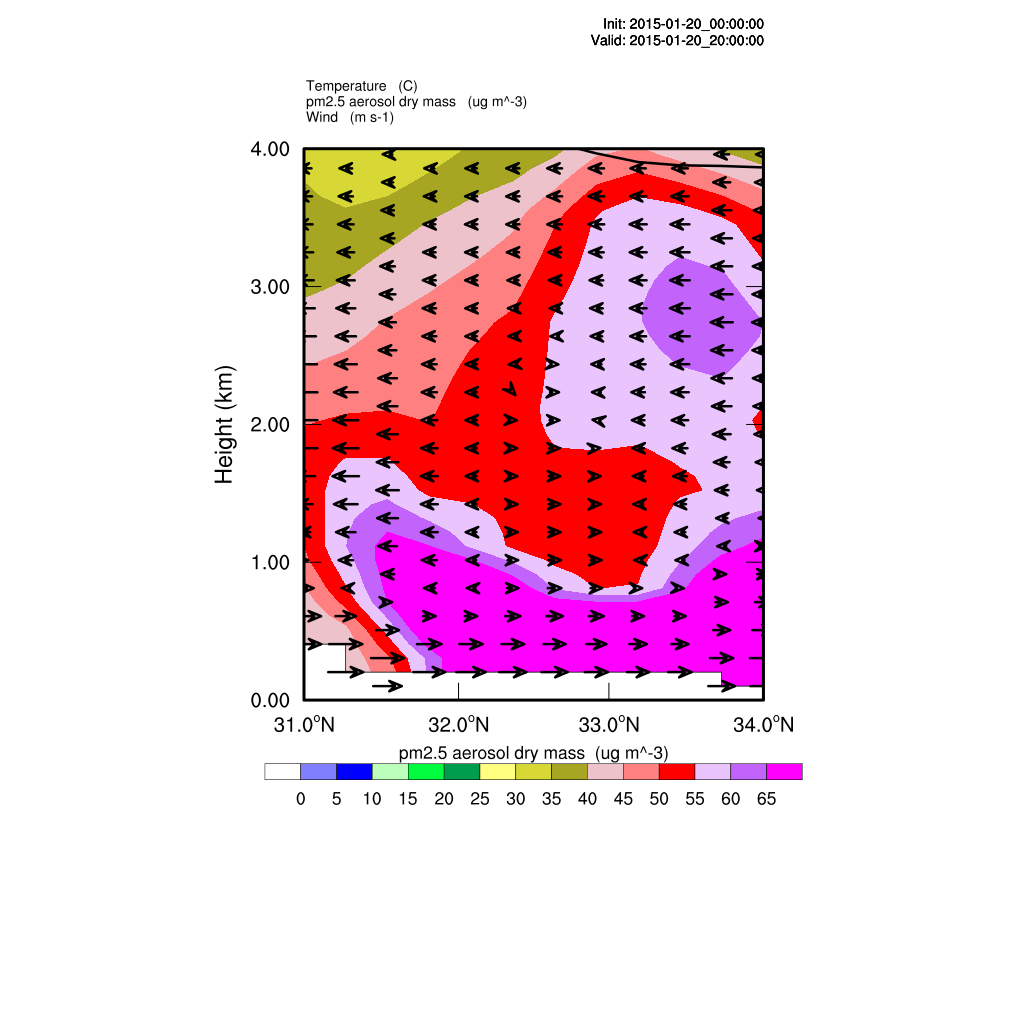 Init: 2015-01-20_00:00:00
Valid: 2015-01-20_20:00:00
Temperature (C)
pm2.5 aerosol dry mass (ug m^-3)
Wind (m s-1)
4.00
3.00
2.00
1.00
0.00
Height (km)
31.0°N 32.0°N 33.0°N 34.0°N
pm2.5 aerosol dry mass (ug m^-3)
0 5 10 15 20 25 30 35 40 45 50 55 60 65